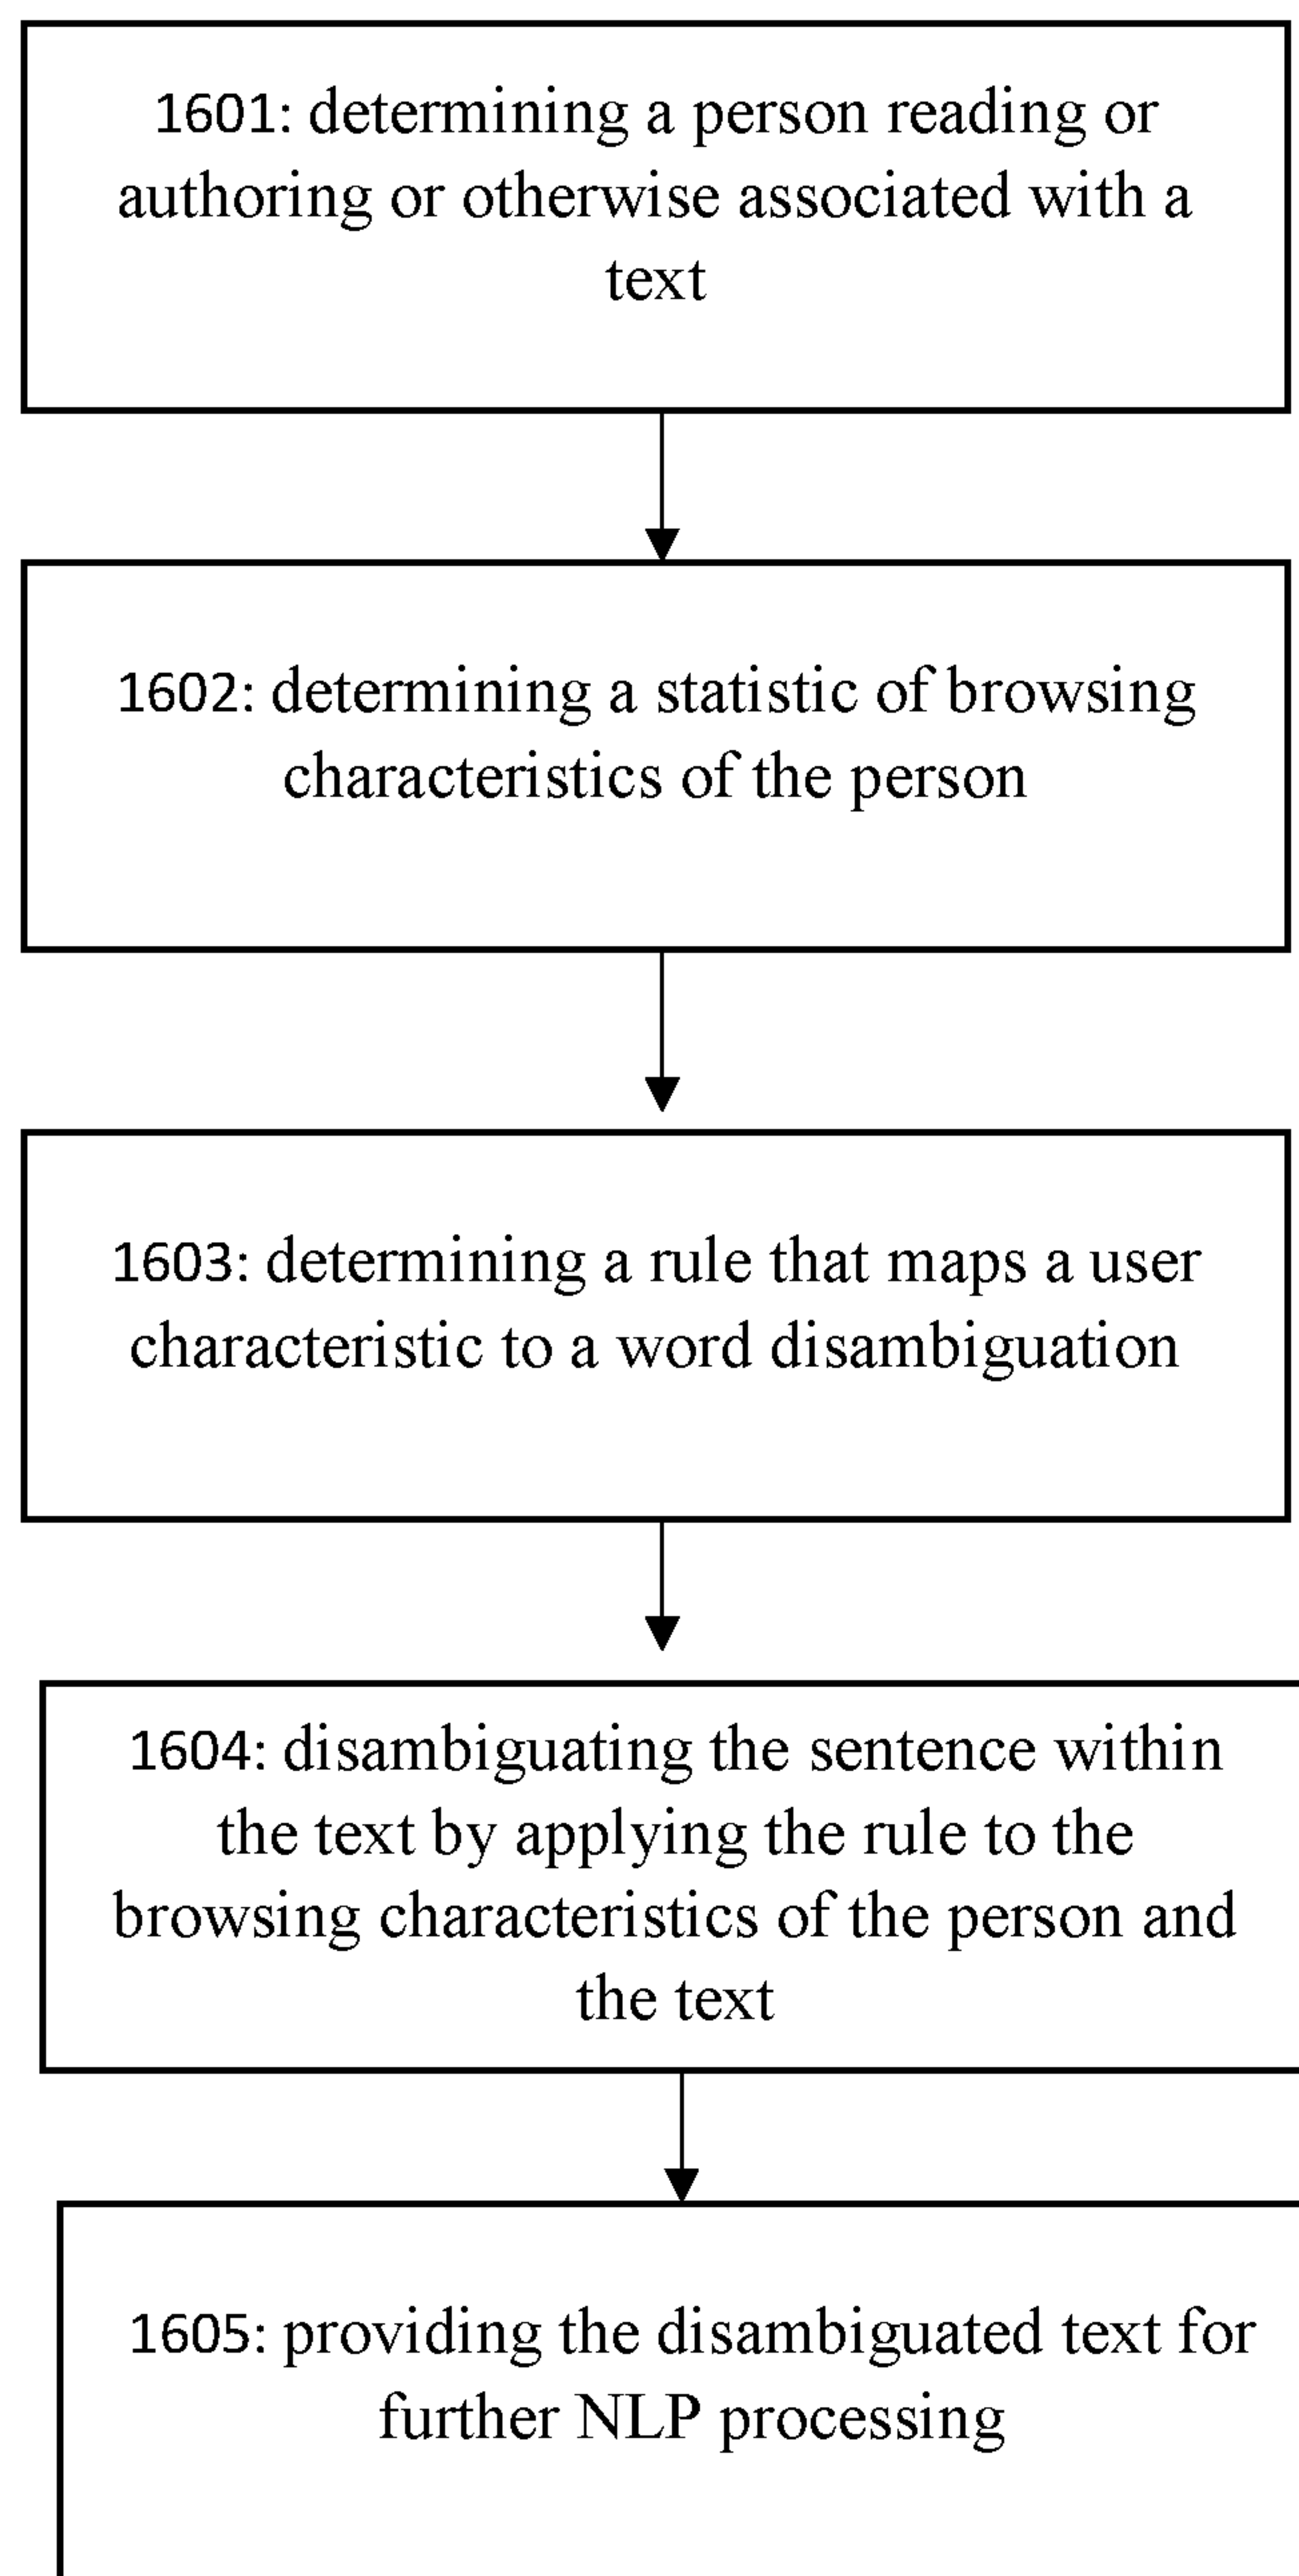 1601: determining a person reading or
authoring or otherwise associated with a
text
1602: determining a statistic of browsing
characteristics of the person
1603: determining a rule that maps a user
characteristic to a word disambiguation
1604: disambiguating the sentence within
the text by applying the rule to the
browsing characteristics of the person and
the text
1605: providing the disambiguated text for
further NLP processing